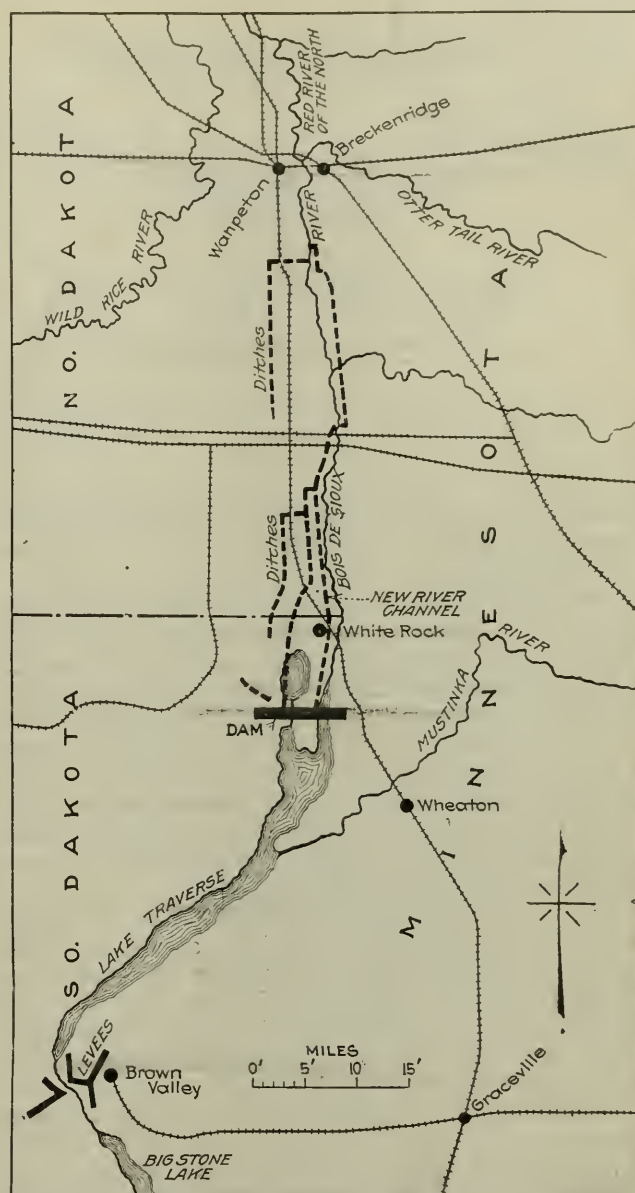 RED RIVER
OF THE NORTH
Breckenridge
Wahpeton
OTTER TAIL RIVER
NO. DAKOTA
WILD RICE RIVER
RIVER
Ditches
BOIS DE SIOUX
Ditches
NEW RIVER
CHANNEL
White Rock
MINNESOTA
MUSTINKA RIVER
DAM
Wheaton
SO. DAKOTA
LAKE TRAVERSE
LEVEES
Brown
Valley
MILES
0' 5' 10' 15'
Graceville
BIG STONE
LAKE